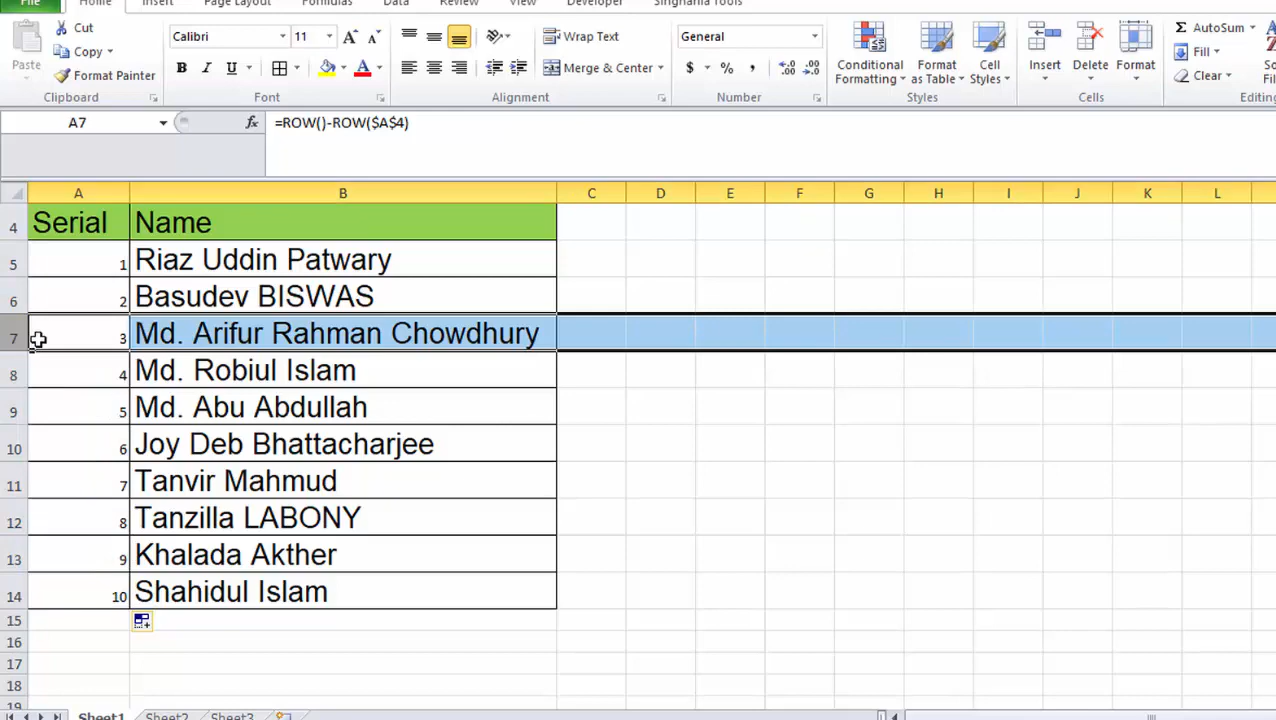 File Home Insert Page Layout Formulas Data Review View Developer Singhania Tools
Cut Calibri 11 Wrap Text General Σ AutoSum
Paste Copy Fill
Format Painter B I U A Merge & Center $ % , Conditional Formatting Format as Table Cell Styles Insert Delete Format Clear
Clipboard Font Alignment Number Styles Cells Editing
A7 fx =ROW()-ROW($A$4)
A B C D E F G H I J K L
4 Serial Name
5 1 Riaz Uddin Patwary
6 2 Basudev BISWAS
7 3 Md. Arifur Rahman Chowdhury
8 4 Md. Robiul Islam
9 5 Md. Abu Abdullah
10 6 Joy Deb Bhattacharjee
11 7 Tanvir Mahmud
12 8 Tanzilla LABONY
13 9 Khalada Akther
14 10 Shahidul Islam
15
16
17
18
19
Sheet1 Sheet2 Sheet3